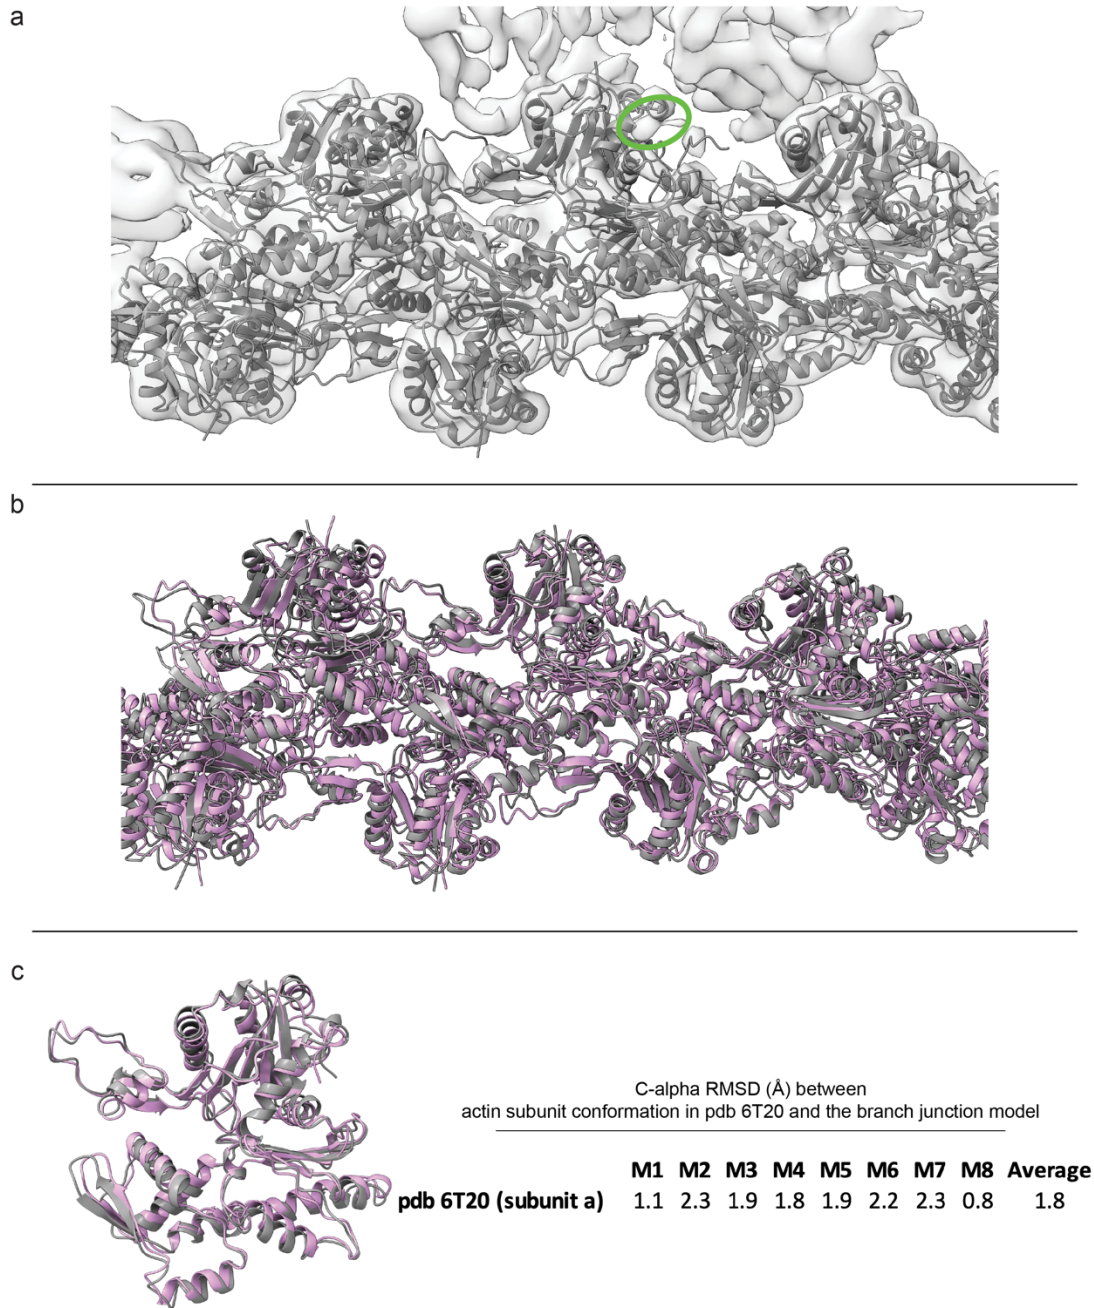 a
b
c
C-alpha RMSD (Å) between
actin subunit conformation in pdb 6T20 and the branch junction model
M1 M2 M3 M4 M5 M6 M7 M8 Average
pdb 6T20 (subunit a) 1.1 2.3 1.9 1.8 1.9 2.2 2.3 0.8 1.8